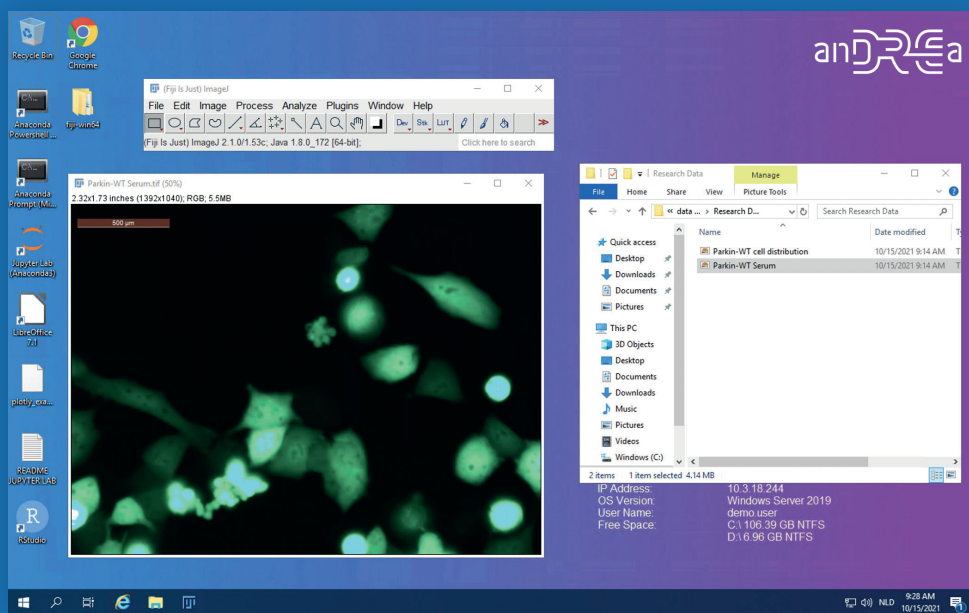 Recycle Bin
Google Chrome
anDREa
(Fiji Is Just) ImageJ
File Edit Image Process Analyze Plugins Window Help
A
Dev Stk LUT
(Fiji Is Just) ImageJ 2.1.0/1.53c; Java 1.8.0_172 [64-bit];
Click here to search
Anaconda
Powershell ...
fiji-win64
Anaconda
Prompt (Mi...
Jupyter Lab
(Anaconda3)
LibreOffice
7.1
plotly_exa...
README
JUPYTER LAB
R
RStudio
Parkin-WT Serum.tif (50%)
2.32x1.73 inches (1392x1040); RGB; 5.5MB
500 µm
Research Data
Manage
File Home Share View Picture Tools
« data ... › Research D...
Search Research Data
Name Date modified
Quick access
Desktop
Downloads
Documents
Pictures
This PC
3D Objects
Desktop
Documents
Downloads
Music
Pictures
Videos
Windows (C:)
Parkin-WT cell distribution 10/15/2021 9:14 AM
Parkin-WT Serum 10/15/2021 9:14 AM
2 items 1 item selected 4.14 MB
IP Address: 10.3.18.244
OS Version: Windows Server 2019
User Name: demo.user
Free Space: C:\ 106.39 GB NTFS
D:\ 6.96 GB NTFS
NLD
9:28 AM
10/15/2021